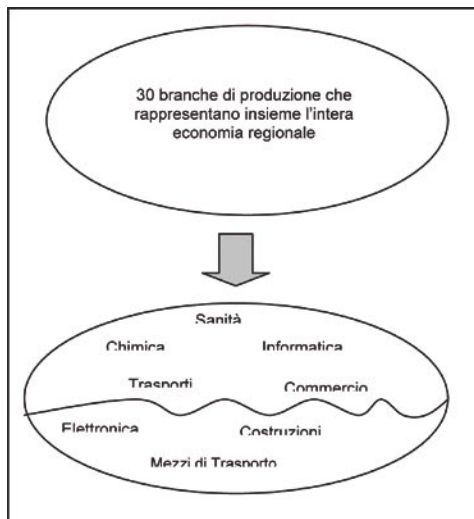 30 branche di produzione che
rappresentano insieme l'intera
economia regionale
Sanità
Chimica Informatica
Trasporti Commercio
Elettronica Costruzioni
Mezzi di Trasporto